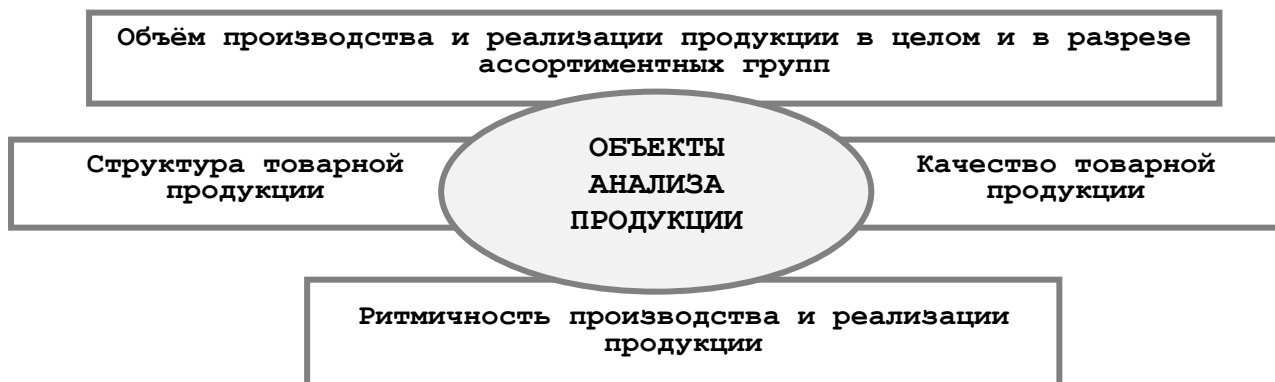 Объём производства и реализации продукции в целом и в разрезе
ассортиментных групп
Структура товарной
продукции
ОБЪЕКТЫ
АНАЛИЗА
ПРОДУКЦИИ
Качество товарной
продукции
Ритмичность производства и реализации
продукции